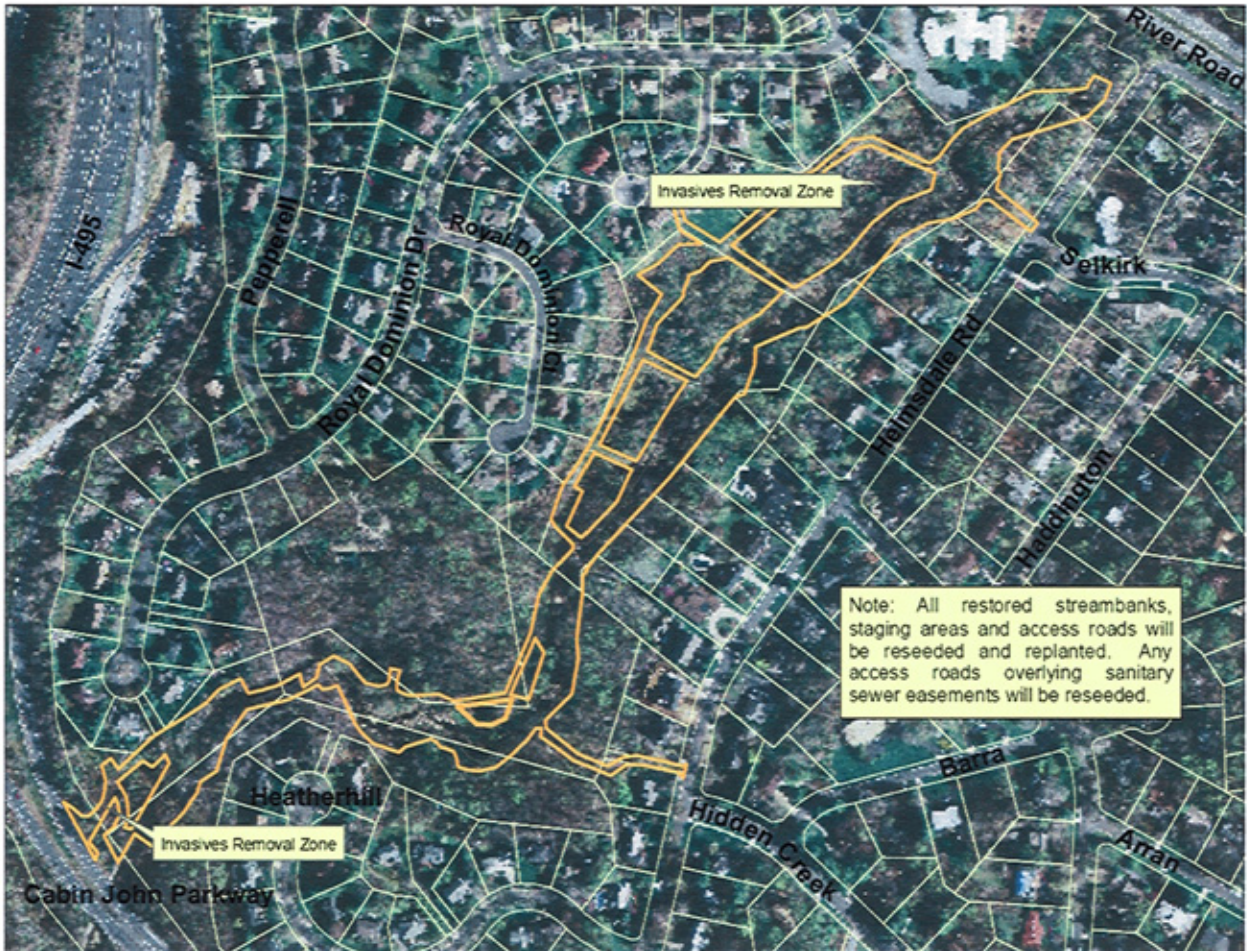 River Road
Invasives Removal Zone
I-495
Pepperell
Royal Dominion Dr
Royal Dominion Ct
Selkirk
Helmsdale Rd
Haddington
Note: All restored streambanks,
staging areas and access roads will
be reseeded and replanted. Any
access roads overlying sanitary
sewer easements will be reseeded.
Barra
Heatherhill
Invasives Removal Zone
Hidden Creek
Arran
Cabin John Parkway